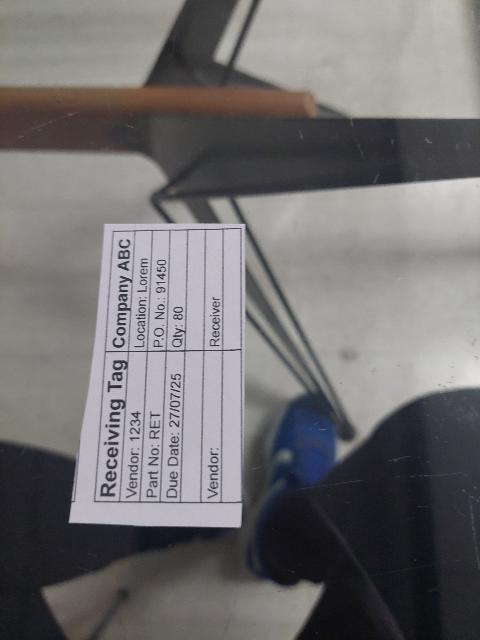 Receiving Tag Company ABC
Vendor: 1234 Location: Lorem
Part No: RET P.O. No.: 91450
Due Date: 27/07/25 Qty: 80
Vendor: Receiver